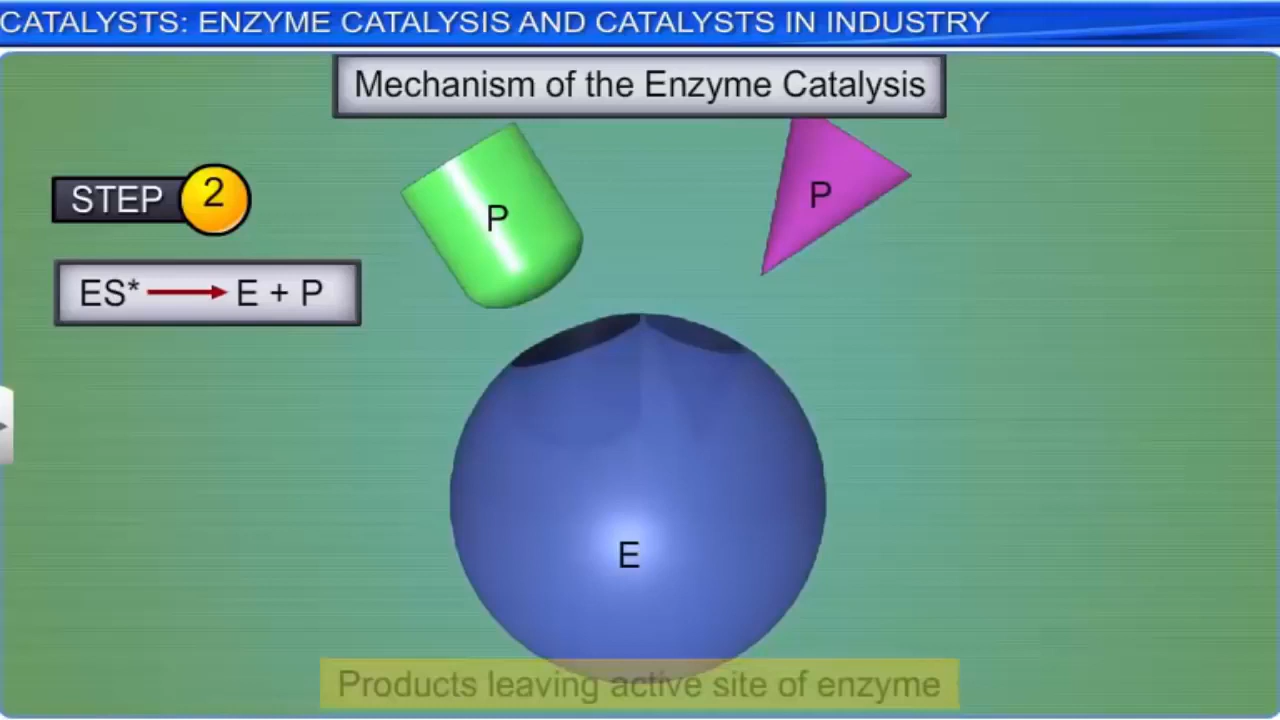 CATALYSTS: ENZYME CATALYSIS AND CATALYSTS IN INDUSTRY
Mechanism of the Enzyme Catalysis
STEP 2
P
P
ES* → E + P
E
Products leaving active site of enzyme